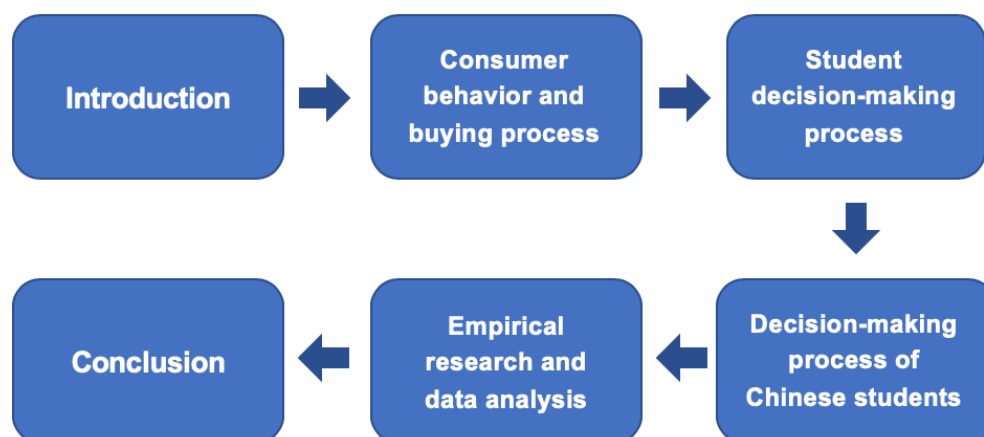 Introduction
Consumer
behavior and
buying process
Student
decision-making
process
Decision-making
process of
Chinese students
Empirical
research and
data analysis
Conclusion